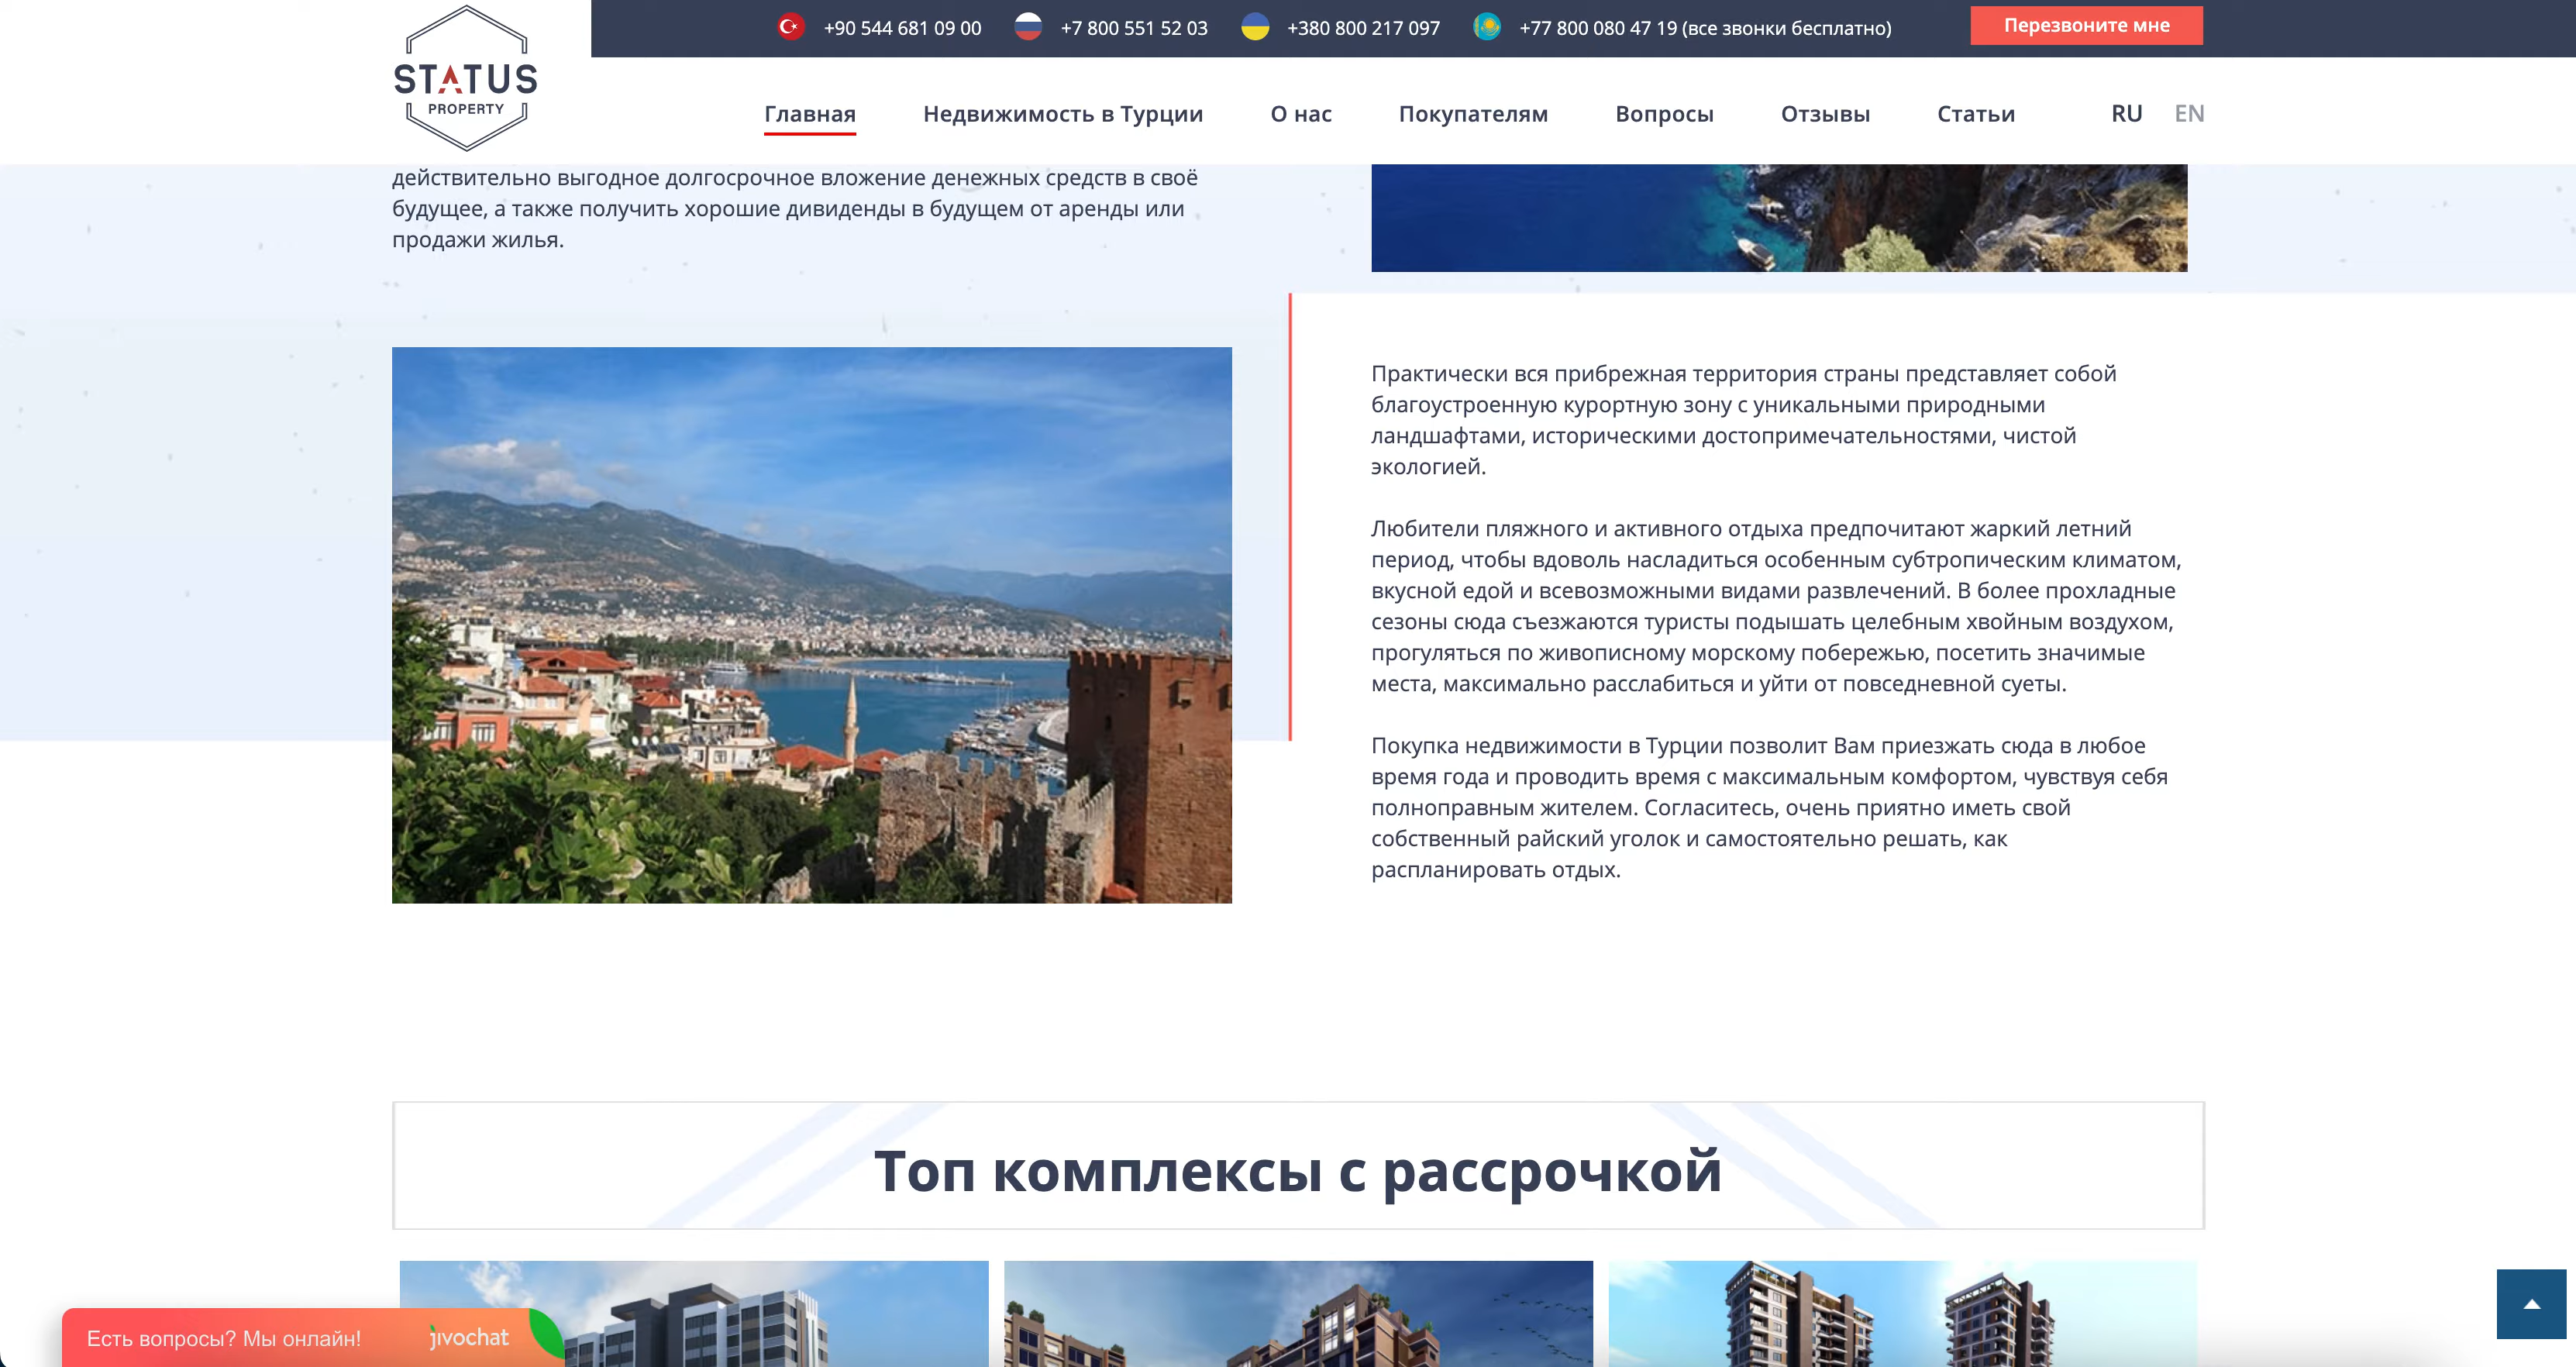 STATUS
PROPERTY
+90 544 681 09 00
+7 800 551 52 03
+380 800 217 097
+77 800 080 47 19 (все звонки бесплатно)
Перезвоните мне
Главная
Недвижимость в Турции
О нас
Покупателям
Вопросы
Отзывы
Статьи
RU
EN
действительно выгодное долгосрочное вложение денежных средств в своё
будущее, а также получить хорошие дивиденды в будущем от аренды или
продажи жилья.
Практически вся прибрежная территория страны представляет собой
благоустроенную курортную зону с уникальными природными
ландшафтами, историческими достопримечательностями, чистой
экологией.
Любители пляжного и активного отдыха предпочитают жаркий летний
период, чтобы вдоволь насладиться особенным субтропическим климатом,
вкусной едой и всевозможными видами развлечений. В более прохладные
сезоны сюда съезжаются туристы подышать целебным хвойным воздухом,
прогуляться по живописному морскому побережью, посетить значимые
места, максимально расслабиться и уйти от повседневной суеты.
Покупка недвижимости в Турции позволит Вам приезжать сюда в любое
время года и проводить время с максимальным комфортом, чувствуя себя
полноправным жителем. Согласитесь, очень приятно иметь свой
собственный райский уголок и самостоятельно решать, как
распланировать отдых.
Топ комплексы с рассрочкой
Есть вопросы? Мы онлайн!
jivochat